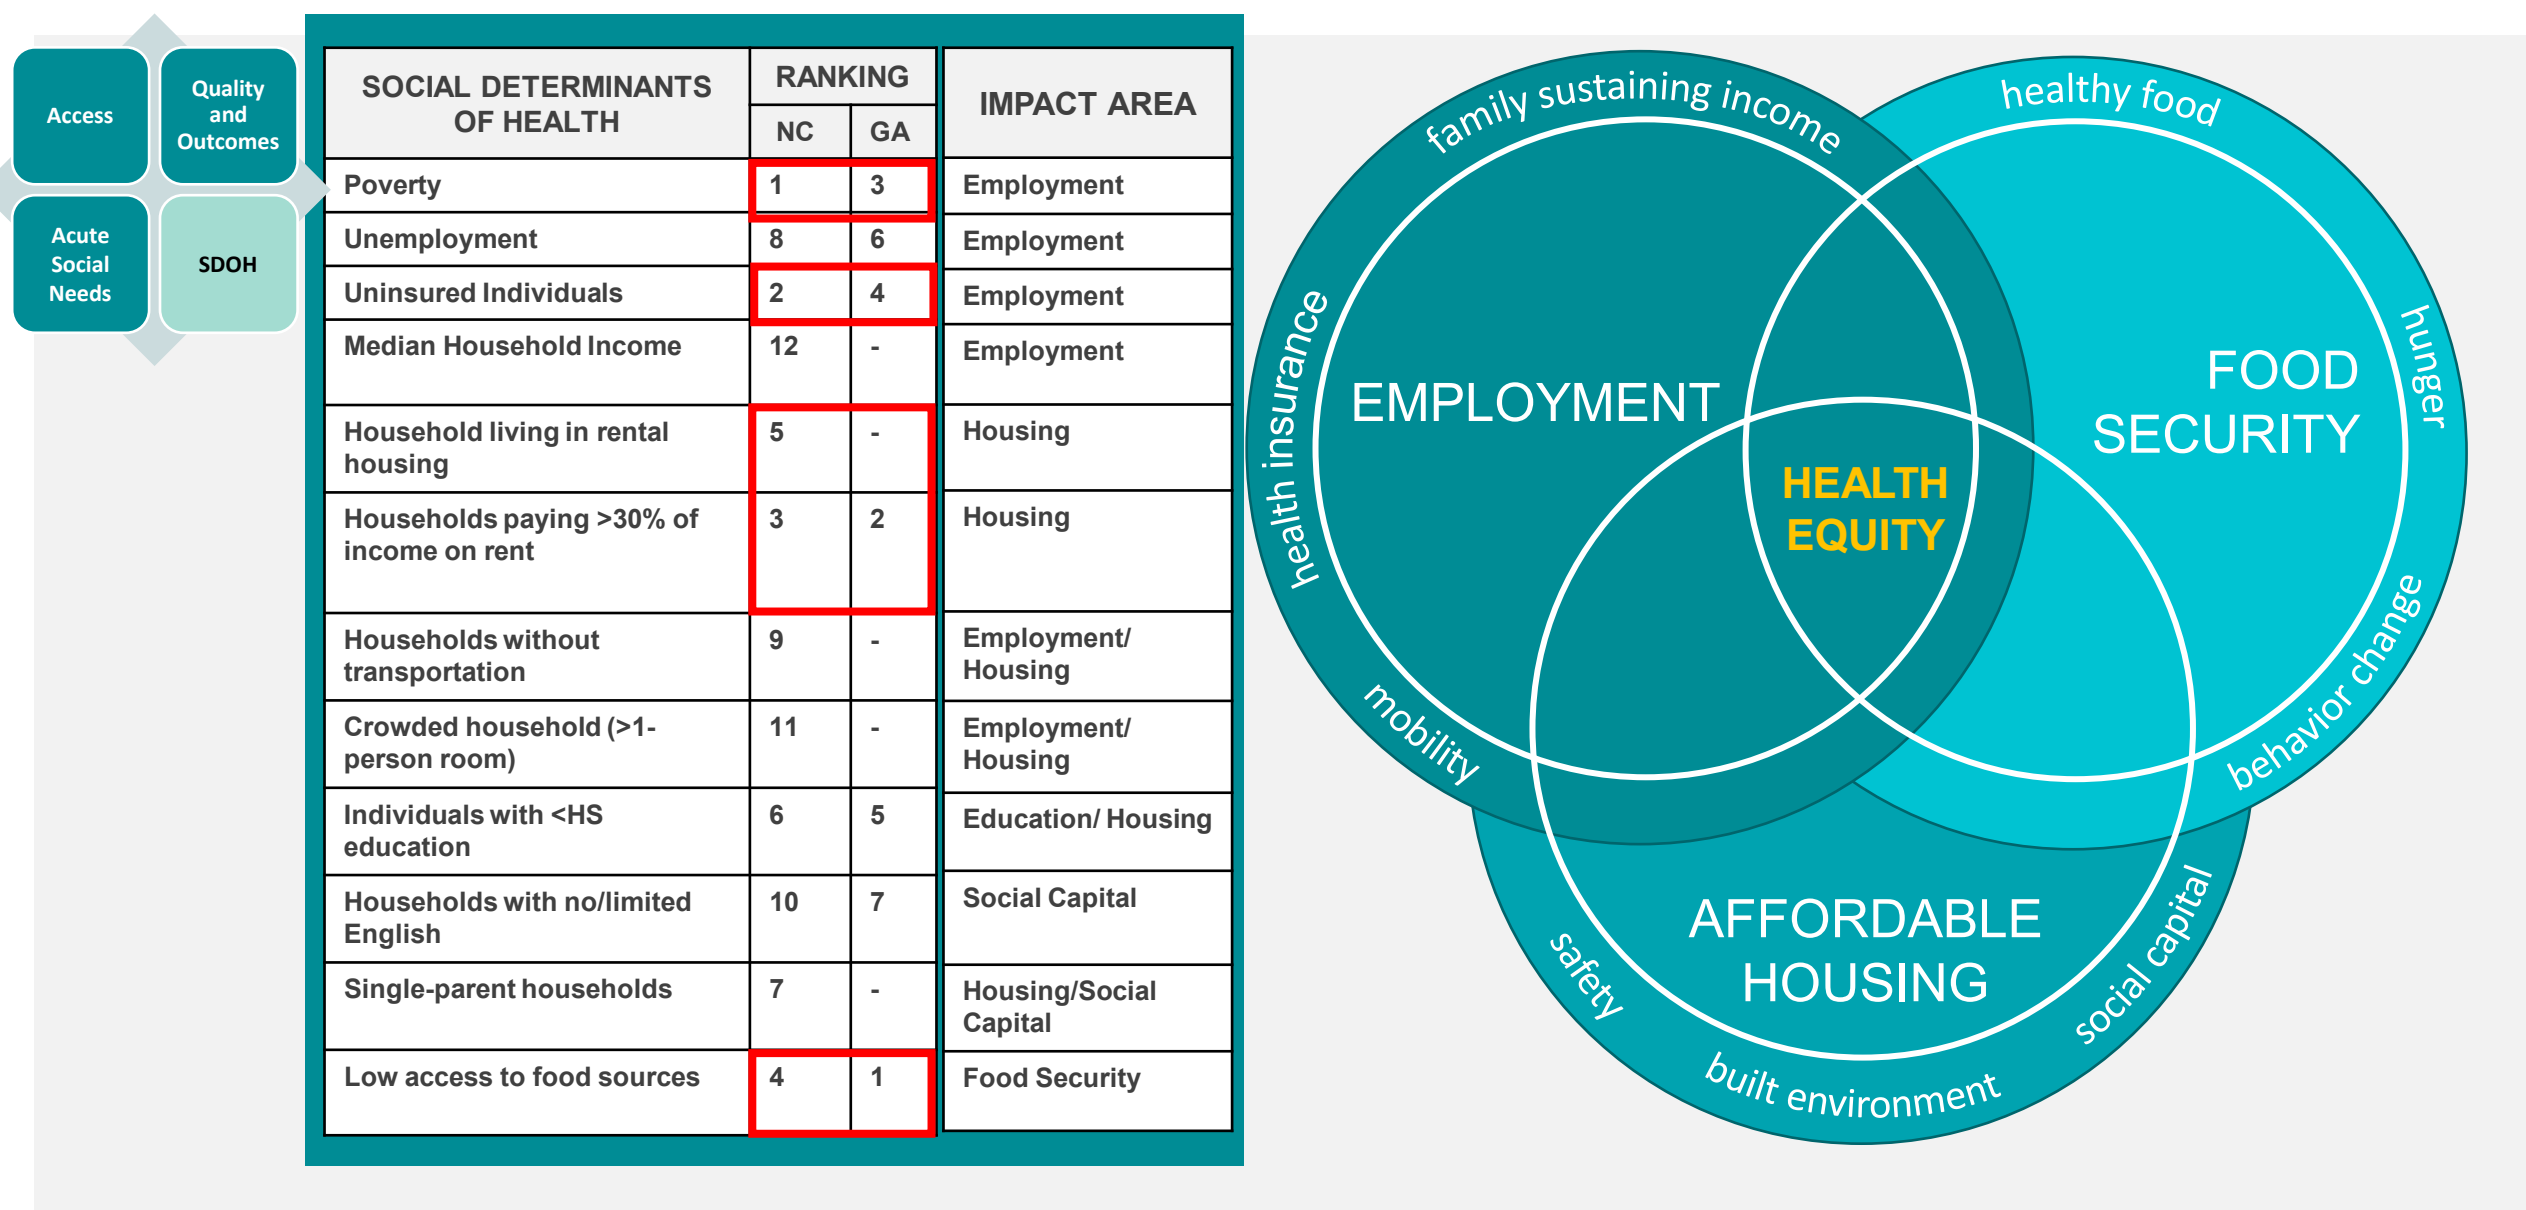 Access
Quality
and
Outcomes
Acute
Social
Needs
SDOH
SOCIAL DETERMINANTS
OF HEALTH
RANKING
NC
GA
IMPACT AREA
Poverty
1
3
Employment
Unemployment
8
6
Employment
Uninsured Individuals
2
4
Employment
Median Household Income
12
-
Employment
Household living in rental
housing
5
-
Housing
Households paying >30% of
income on rent
3
2
Housing
Households without
transportation
9
-
Employment/
Housing
Crowded household (>1-
person room)
11
-
Employment/
Housing
Individuals with <HS
education
6
5
Education/ Housing
Households with no/limited
English
10
7
Social Capital
Single-parent households
7
-
Housing/Social
Capital
Low access to food sources
4
1
Food Security
family sustaining income
health insurance
mobility
EMPLOYMENT
healthy food
hunger
behavior change
FOOD
SECURITY
HEALTH
EQUITY
AFFORDABLE
HOUSING
safety
built environment
social capital